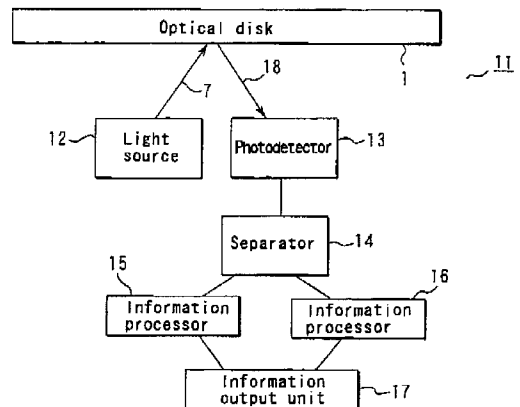 Optical disk
1
11
7
18
12
Light
source
Photodetector
13
Separator
14
15
16
Information
processor
Information
processor
Information
output unit
17